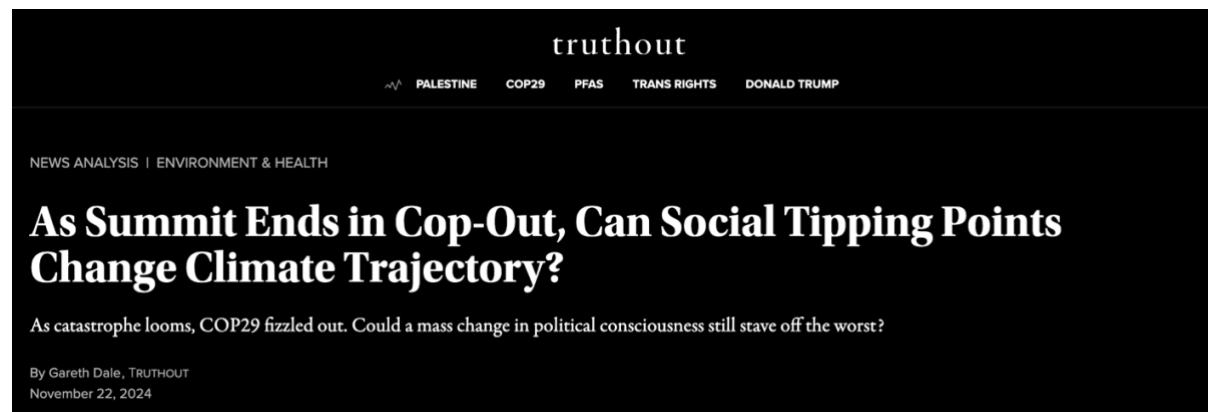 truthout
PALESTINE COP29 PFAS TRANS RIGHTS DONALD TRUMP
NEWS ANALYSIS | ENVIRONMENT & HEALTH
As Summit Ends in Cop-Out, Can Social Tipping Points
Change Climate Trajectory?
As catastrophe looms, COP29 fizzled out. Could a mass change in political consciousness still stave off the worst?
By Gareth Dale, TRUTHOUT
November 22, 2024